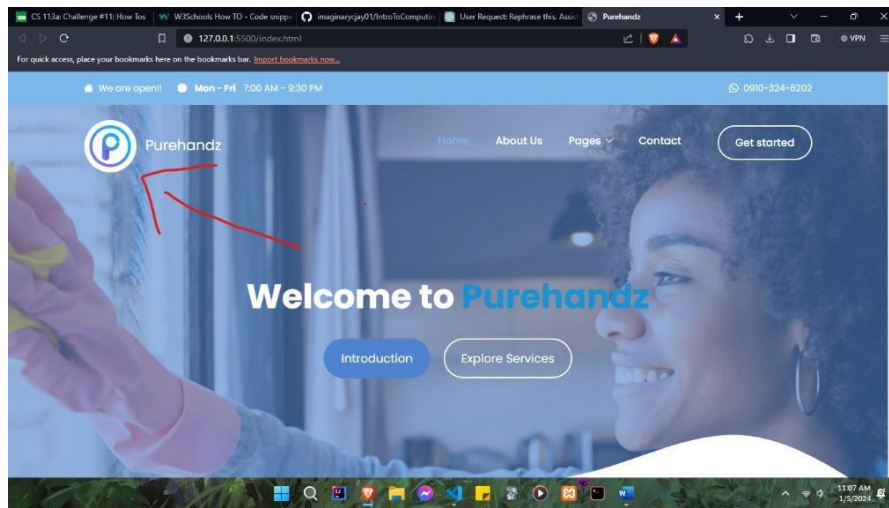 CS 113a: Challenge #11: How Tos
W3Schools How TO - Code snippe
imaginarycjay01/IntroToComputin
User Request: Rephrase this. Assist
Purehandz
127.0.0.1:5500/index.html
VPN
For quick access, place your bookmarks here on the bookmarks bar. Import bookmarks now...
We are open!! Mon - Fri 7:00 AM - 9:30 PM
0910-324-6202
Purehandz
Home About Us Pages Contact Get started
Welcome to Purehandz
Introduction Explore Services
11:07 AM
1/5/2024